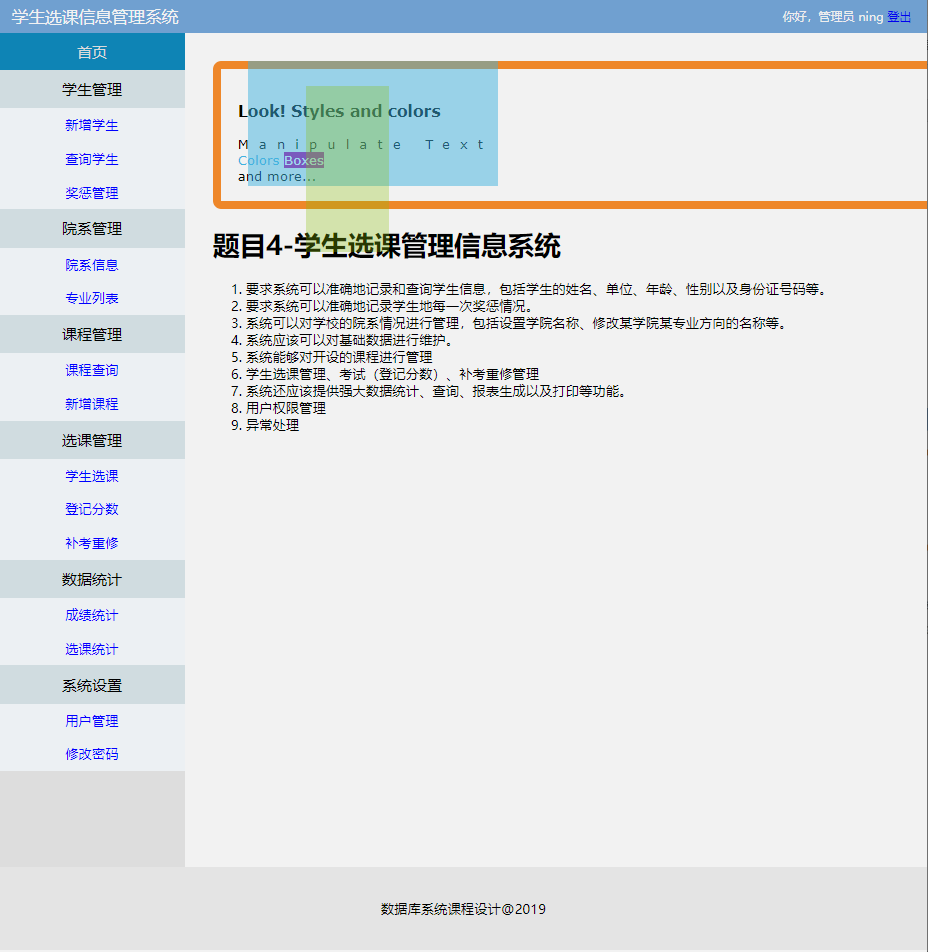 学生选课信息管理系统
你好，管理员 ning 登出
首页
学生管理
新增学生
查询学生
奖惩管理
院系管理
院系信息
专业列表
课程管理
课程查询
新增课程
选课管理
学生选课
登记分数
补考重修
数据统计
成绩统计
选课统计
系统设置
用户管理
修改密码
Look! Styles and colors
Manipulate Text
Colors Boxes
and more...
题目4-学生选课管理信息系统
1. 要求系统可以准确地记录和查询学生信息，包括学生的姓名、单位、年龄、性别以及身份证号码等。
2. 要求系统可以准确地记录学生地每一次奖惩情况。
3. 系统可以对学校的院系情况进行管理，包括设置学院名称、修改某学院某专业方向的名称等。
4. 系统应该可以对基础数据进行维护。
5. 系统能够对开设的课程进行管理
6. 学生选课管理、考试（登记分数）、补考重修管理
7. 系统还应该提供强大数据统计、查询、报表生成以及打印等功能。
8. 用户权限管理
9. 异常处理
数据库系统课程设计@2019